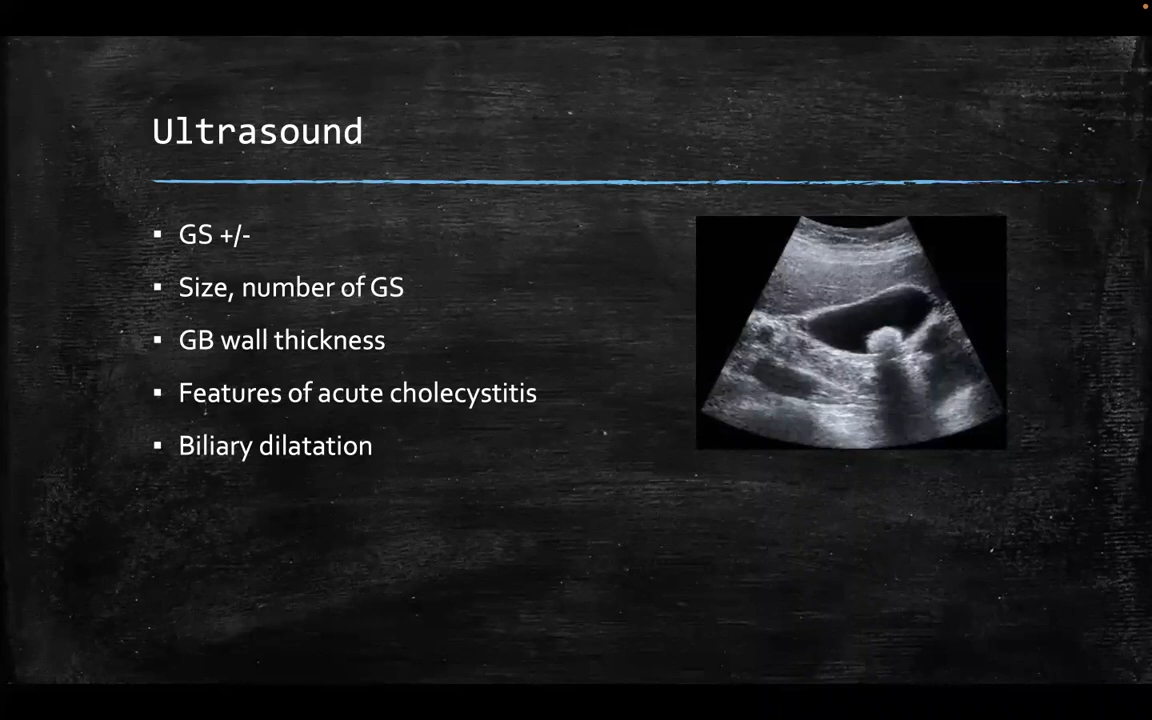 Ultrasound
▪ GS +/-
▪ Size, number of GS
▪ GB wall thickness
▪ Features of acute cholecystitis
▪ Biliary dilatation